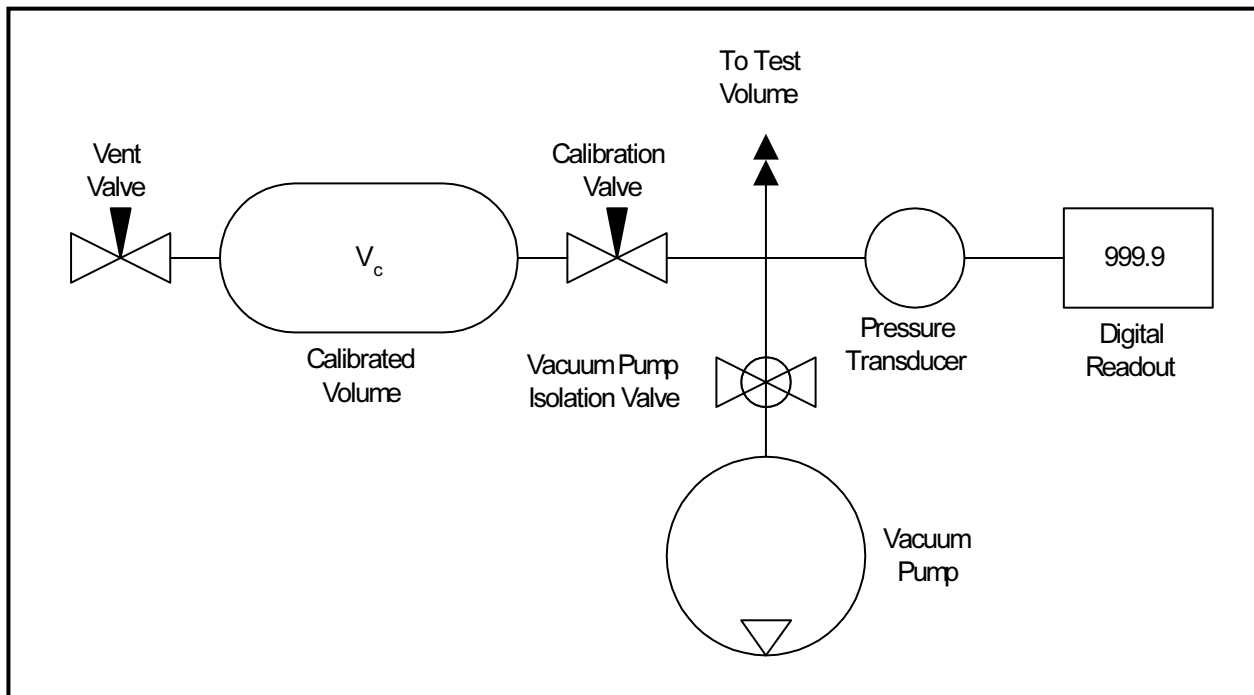 To Test
Volume
Vent
Valve
Calibration
Valve
V_c
999.9
Calibrated
Volume
Vacuum Pump
Isolation Valve
Pressure
Transducer
Digital
Readout
Vacuum
Pump